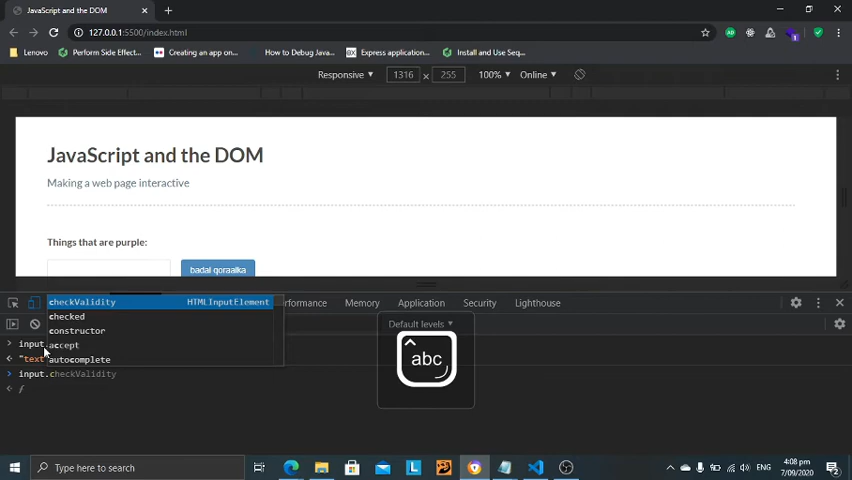 JavaScript and the DOM
127.0.0.1:5500/index.html
Lenovo Perform Side Effect... Creating an onway... How to Debug Java... Express application... Install and Use Seq...
Responsive 1316 × 255 100% Online
JavaScript and the DOM
Making a web page interactive
Things that are purple:
badal qoraalka
Memory Application Security Lighthouse
checkValidity HTMLInputElement
checked
constructor
accept
autocomplete
Default levels
abc
> input.
"text"
> input.checkValidity
f
Type here to search
ENG
4:08 pm
7/09/2020
2